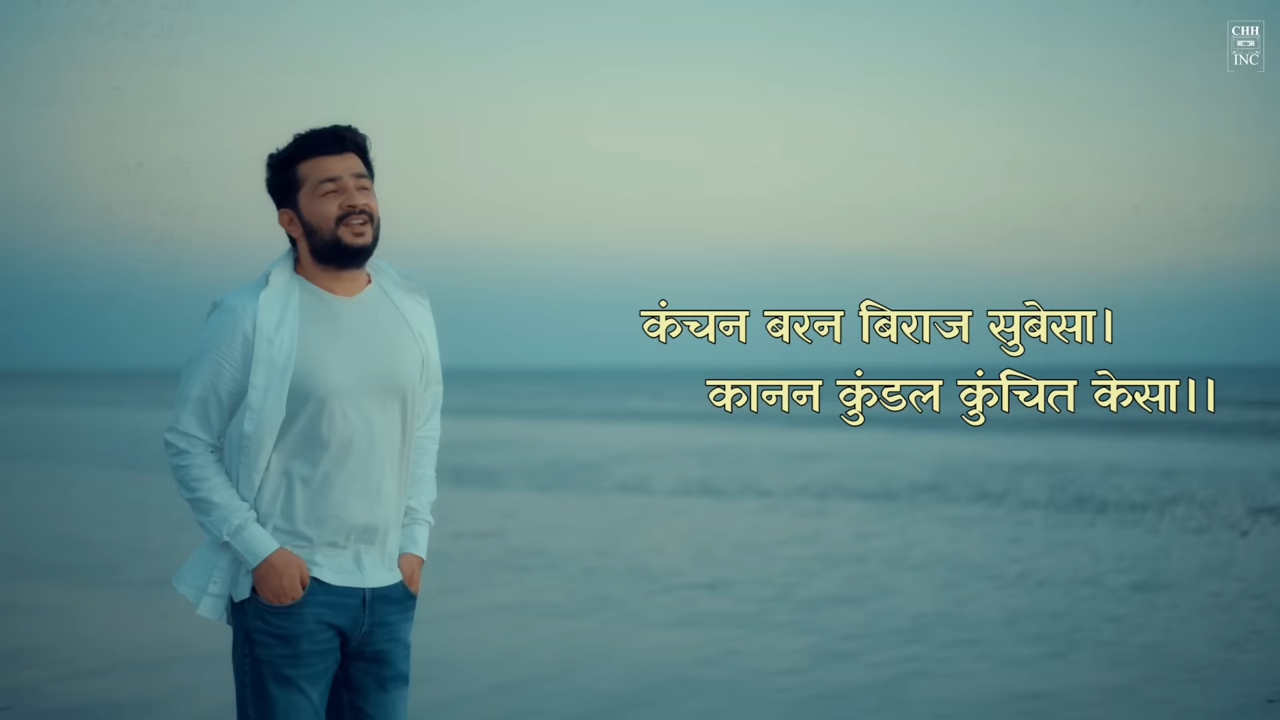 CHH
INC
कंचन बरन बिराज सुबेसा।
कानन कुंडल कुंचित केसा।।